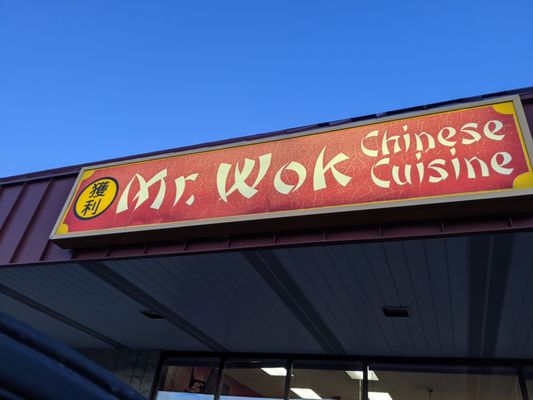 獲利
Mr. Wok
Chinese
Cuisine